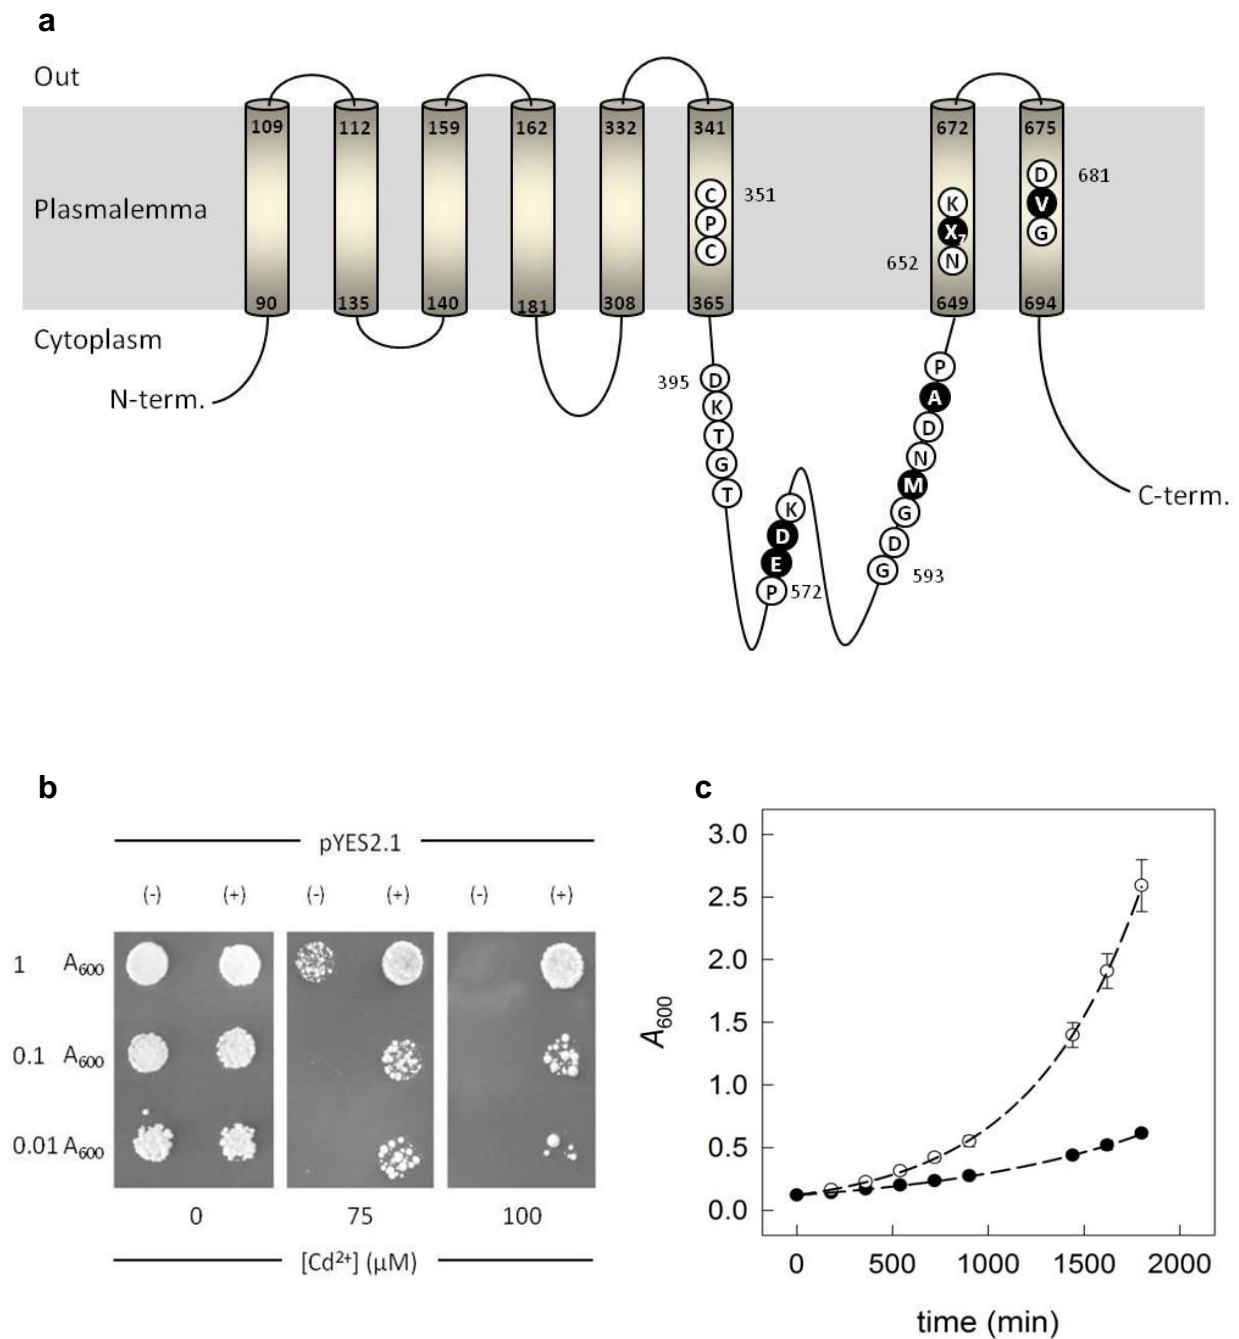 a
Out
109 112 159 162 332 341 672 675
D 681
C 351
K V
Plasmalemma
P X7 G
C
652 N
90 135 140 181 308 365 649 694
Cytoplasm
P
395 D
N-term.
A
K
D
T
N
G
M
T
C-term.
K
G
D
D
E
G 593
P 572
b
c
pYES2.1
(-) (+) (-) (+) (-) (+)
1 A600
0.1 A600
0.01 A600
0 75 100
[Cd2+] (μM)
3.0
2.5
2.0
1.5
1.0
0.5
0.0
A600
0 500 1000 1500 2000
time (min)